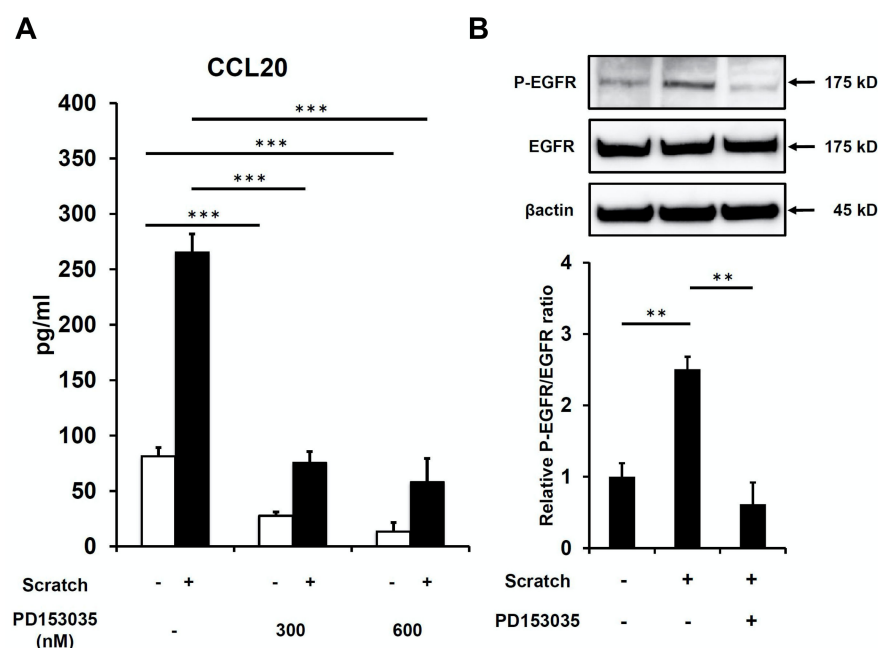 A
CCL20
pg/ml
400
350
300
250
200
150
100
50
0
***
***
***
***
Scratch - + - + - +
PD153035
(nM)
- 300 600
B
P-EGFR 175 kD
EGFR 175 kD
βactin 45 kD
Relative P-EGFR/EGFR ratio
4
3
2
1
0
**
**
Scratch - + +
PD153035 - - +